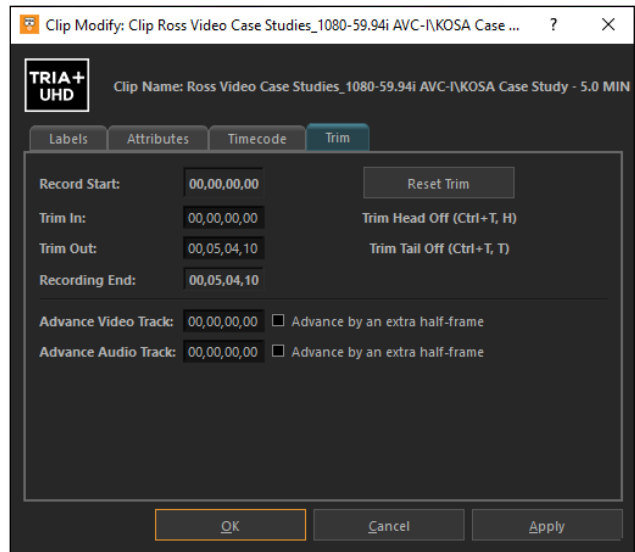 Clip Modify: Clip Ross Video Case Studies_1080-59.94i AVC-I\KOSA Case ... ? ×
TRIA+
UHD
Clip Name: Ross Video Case Studies_1080-59.94i AVC-I\KOSA Case Study - 5.0 MIN
Labels Attributes Timecode Trim
Record Start: 00,00,00,00 Reset Trim
Trim In: 00,00,00,00 Trim Head Off (Ctrl+T, H)
Trim Out: 00,05,04,10 Trim Tail Off (Ctrl+T, T)
Recording End: 00,05,04,10
Advance Video Track: 00,00,00,00 Advance by an extra half-frame
Advance Audio Track: 00,00,00,00 Advance by an extra half-frame
OK Cancel Apply